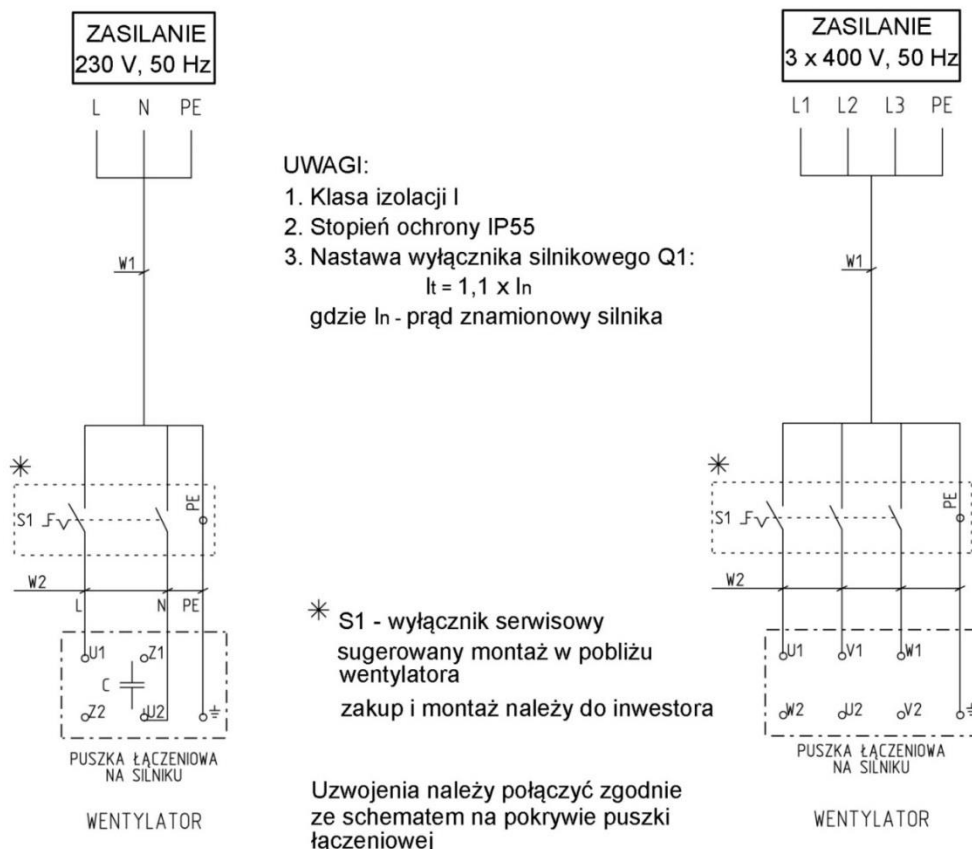 ZASILANIE
230 V, 50 Hz
L N PE
W1
S1
PE
W2
L N PE
U1 Z1
C
Z2 U2
PUSZKA ŁĄCZENIOWA
NA SILNIKU
WENTYLATOR
UWAGI:
1. Klasa izolacji I
2. Stopień ochrony IP55
3. Nastawa wyłącznika silnikowego Q1:
It = 1,1 x In
gdzie In - prąd znamionowy silnika
S1 - wyłącznik serwisowy
sugerowany montaż w pobliżu
wentylatora
zakup i montaż należy do inwestora
Uzwojenia należy połączyć zgodnie
ze schematem na pokrywie puszki
łączeniowej
ZASILANIE
3 x 400 V, 50 Hz
L1 L2 L3 PE
W1
S1
PE
W2
U1 V1 W1
W2 U2 V2
PUSZKA ŁĄCZENIOWA
NA SILNIKU
WENTYLATOR